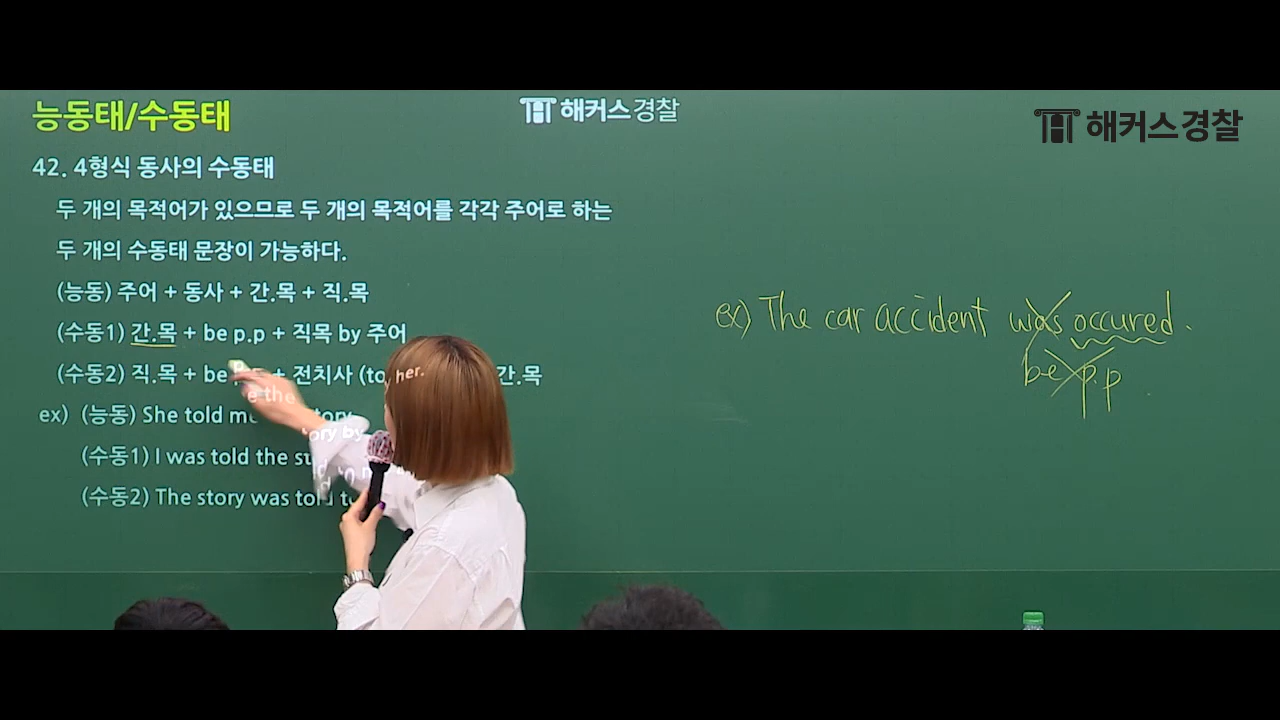 능동태/수동태
해커스경찰
해커스경찰
42. 4형식 동사의 수동태
두 개의 목적어가 있으므로 두 개의 목적어를 각각 주어로 하는
두 개의 수동태 문장이 가능하다.
(능동) 주어 + 동사 + 간.목 + 직.목
(수동1) 간.목 + be p.p + 직목 by 주어
(수동2) 직.목 + be + 전치사 (to 간.목
ex) (능동) She told me the story.
(수동1) I was told the story by her.
(수동2) The story was told to
ex) The car accident was occured.
be p.p